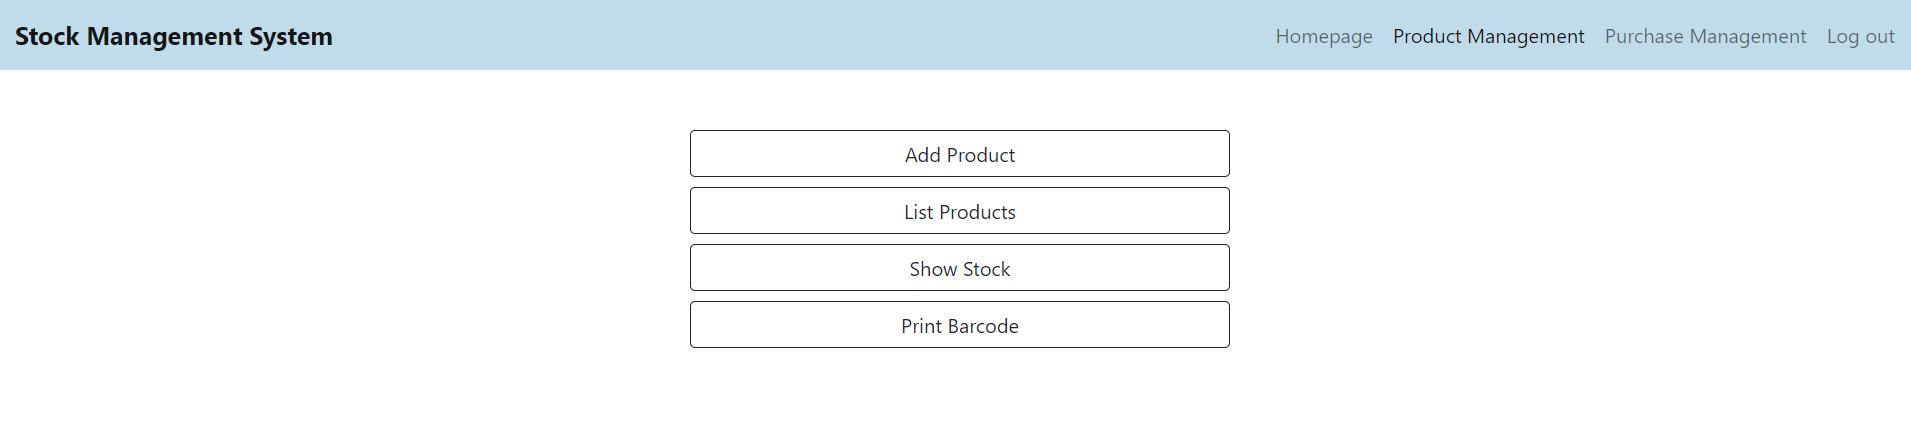 Stock Management System
Homepage Product Management Purchase Management Log out
Add Product
List Products
Show Stock
Print Barcode